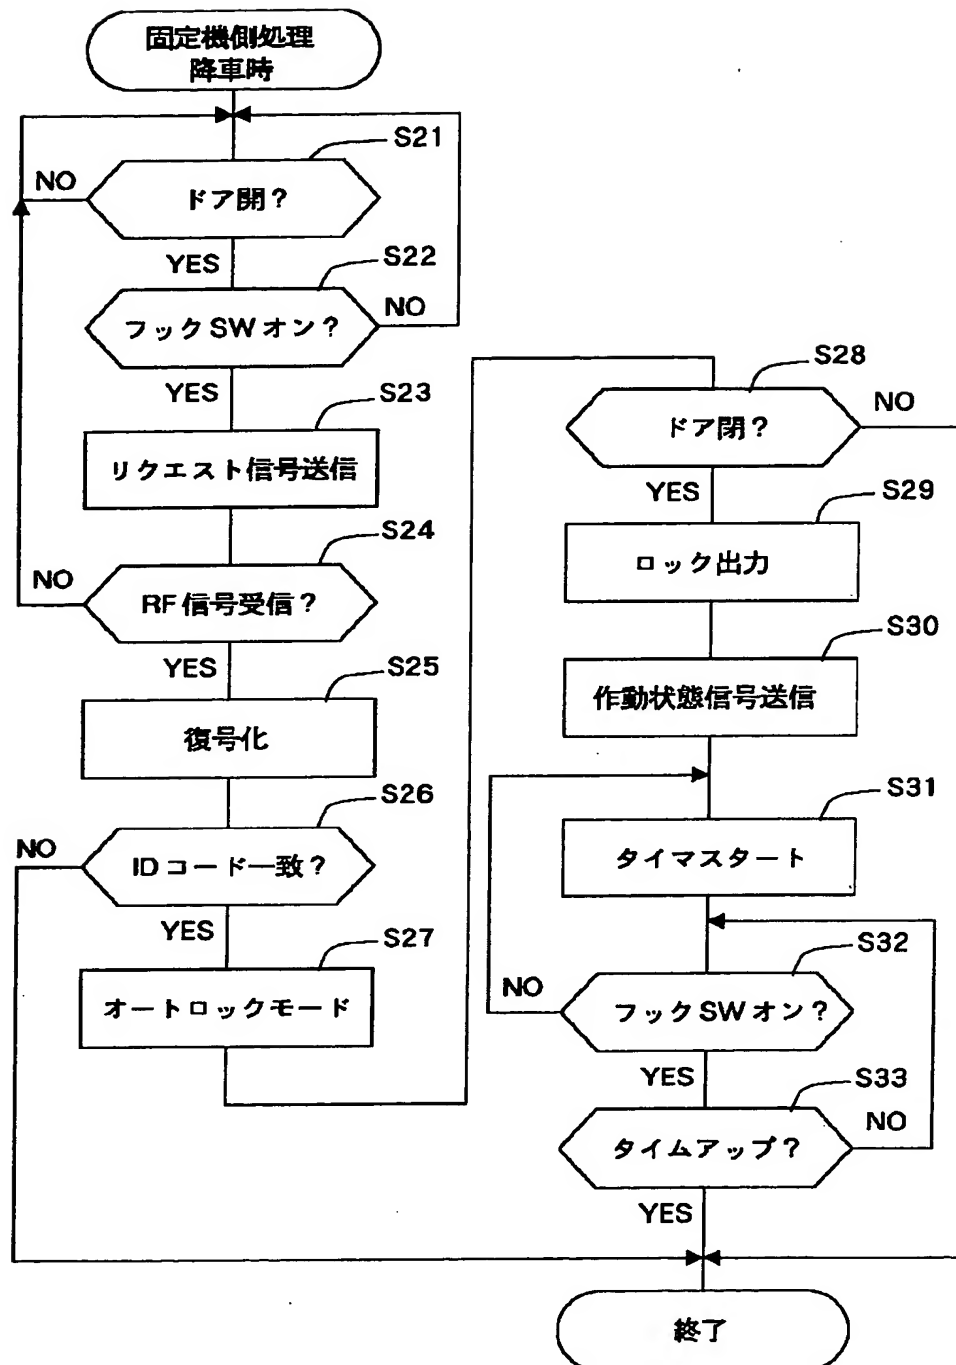 固定機側処理
降車時
S21
NO
ドア開?
YES
S22
フックSWオン?
NO
YES
S23
リクエスト信号送信
S24
NO
RF信号受信?
YES
S25
復号化
S26
NO
IDコード一致?
YES
S27
オートロックモード
S28
ドア閉?
NO
YES
S29
ロック出力
S30
作動状態信号送信
S31
タイマスタート
S32
NO
フックSWオン?
YES
S33
タイムアップ?
NO
YES
終了